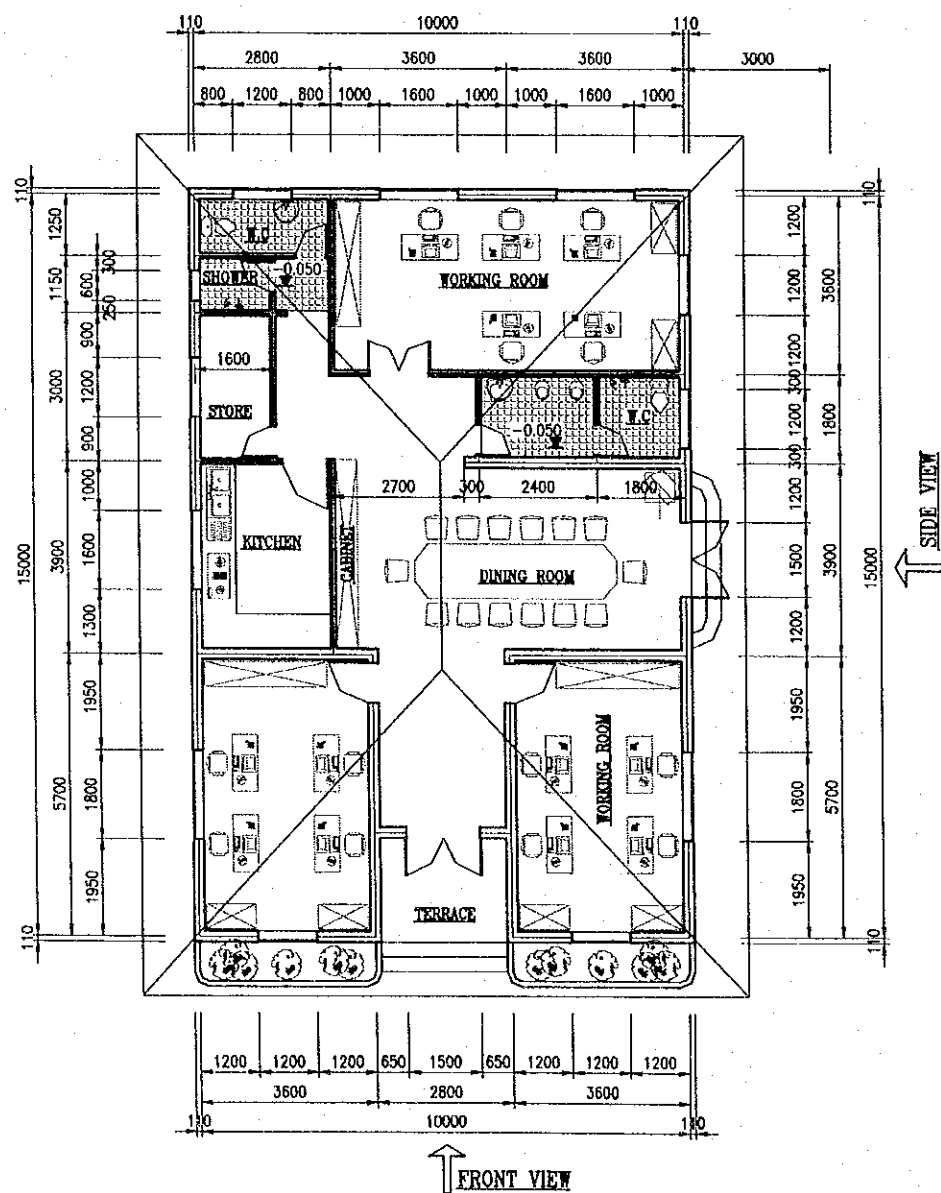 110 10000 110
2800 3600 3600 3000
800 1200 800 1000 1600 1000 1000 1600 1000
110 110
W.C
SHOWER
-0.050
WORKING ROOM
1600
STORE
-0.050
W.C
2700 300 2400 1800
KITCHEN
CABINET
DINING ROOM
WORKING ROOM
TERRACE
15000
1250
1150
3000
3900
5700
300
600
250
900
1200
900
1000
1600
1300
1950
1800
1950
110
1200
1200
1200
300
1200
300
1200
1500
1200
1950
1800
1950
3600
1800
3900
5700
15000
110
SIDE VIEW
1200 1200 1200 650 1500 650 1200 1200 1200
3600 2800 3600
110 10000 110
FRONT VIEW